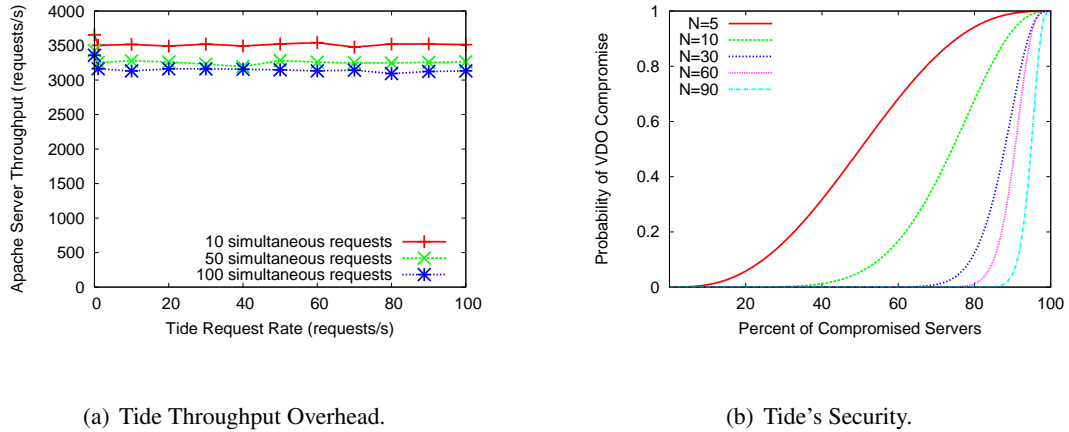 4000
3500
3000
2500
2000
1500
1000
500
0
Apache Server Throughput (requests/s)
10 simultaneous requests
50 simultaneous requests
100 simultaneous requests
0 20 40 60 80 100
Tide Request Rate (requests/s)
(a) Tide Throughput Overhead.
1
0.8
0.6
0.4
0.2
0
Probability of VDO Compromise
N=5
N=10
N=30
N=60
N=90
20 40 60 80 100
Percent of Compromised Servers
(b) Tide's Security.